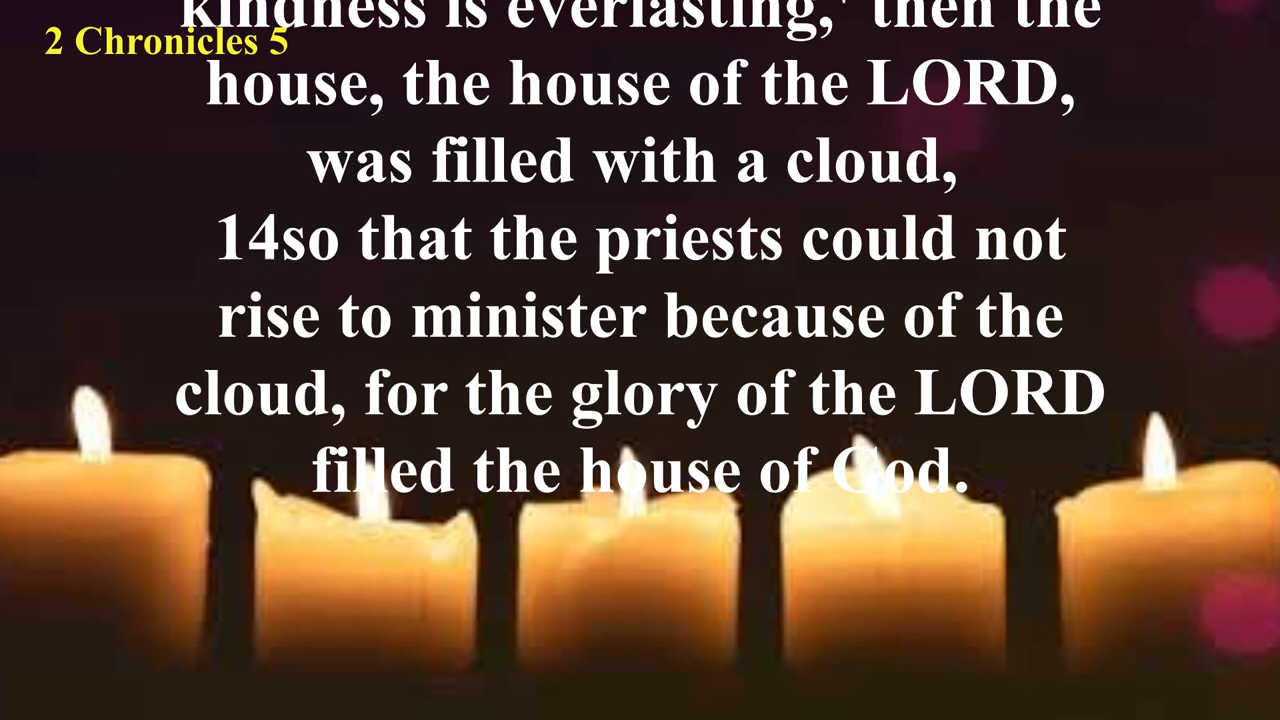 kindness is everlasting,'' then the
2 Chronicles 5
house, the house of the LORD,
was filled with a cloud,
14so that the priests could not
rise to minister because of the
cloud, for the glory of the LORD
filled the house of God.